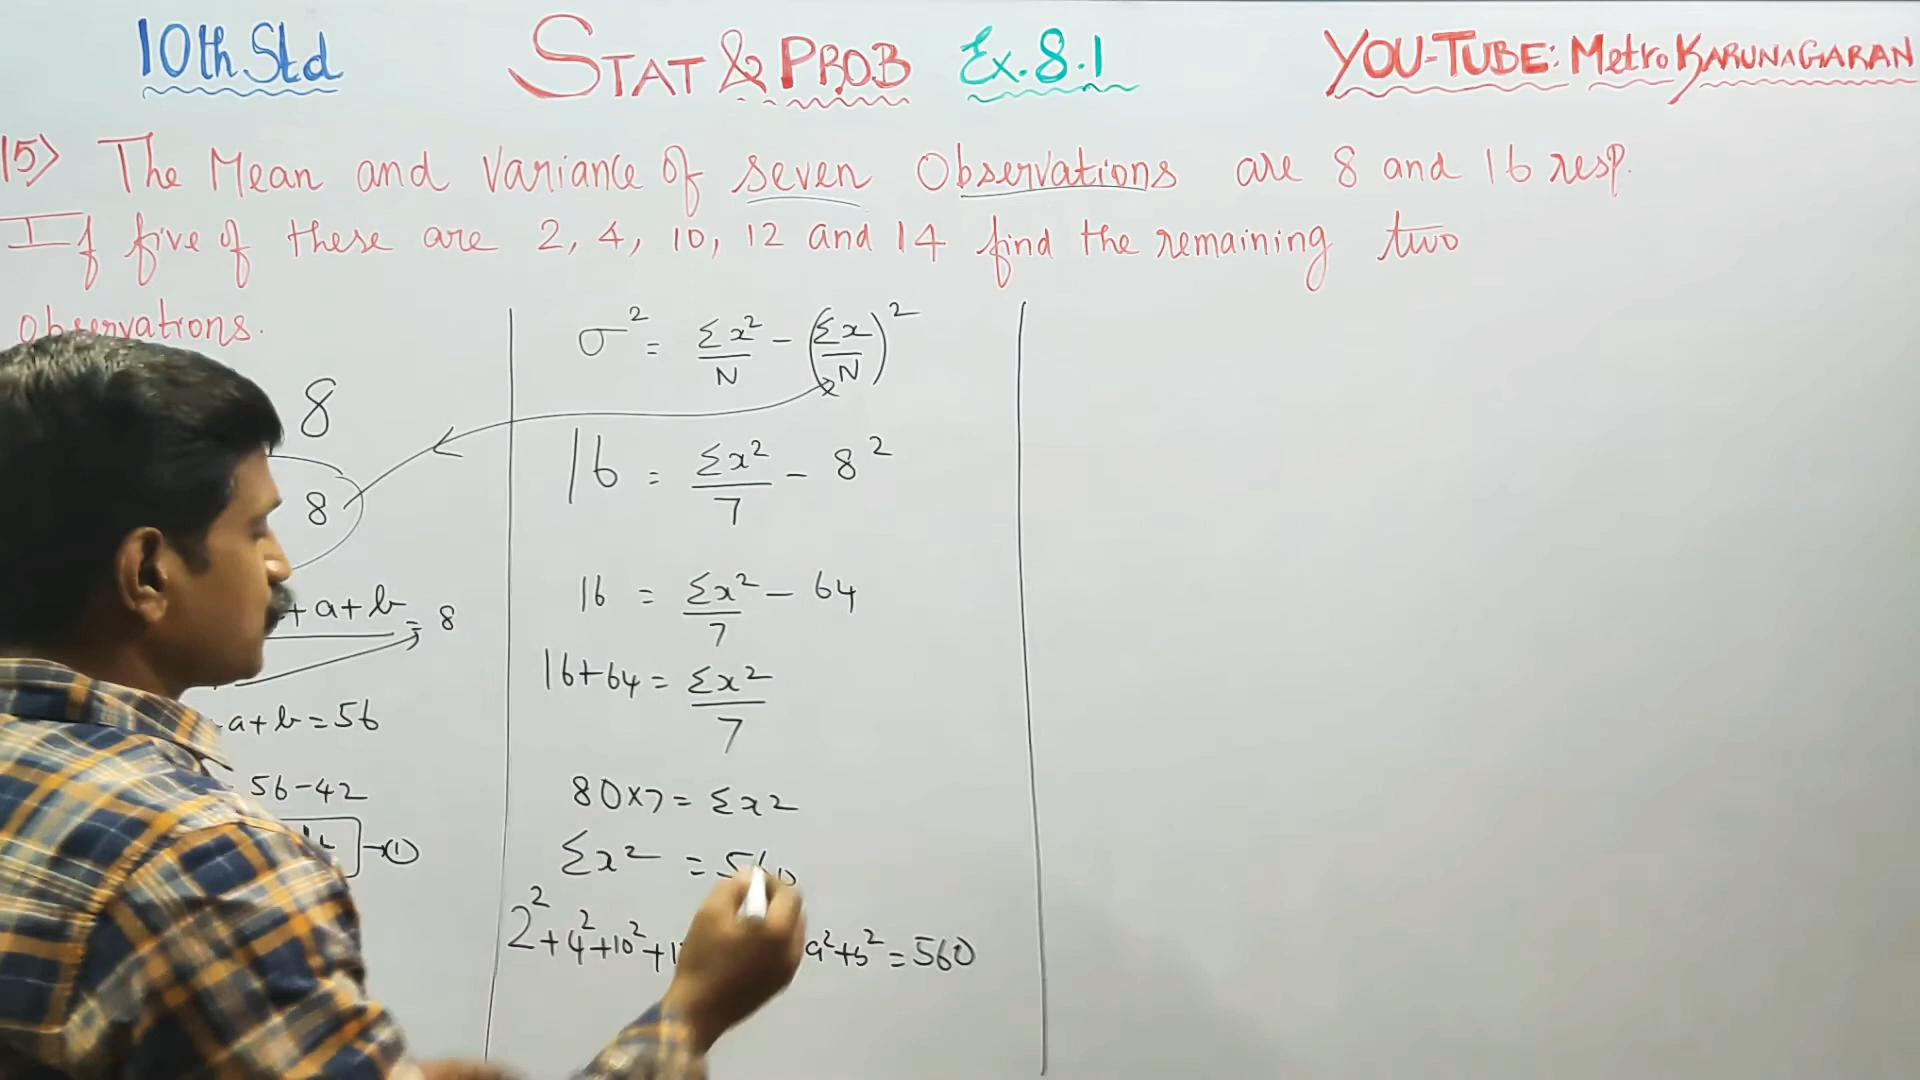 10th Std STAT & PROB Ex.8.1 YOU-TUBE: Metro KARUNAGARAN
15) The Mean and Variance of seven Observations are 8 and 16 resp.
If five of these are 2, 4, 10, 12 and 14 find the remaining two
observations.
8
8
+ a + b = 8
a + b = 56
56 - 42
→ ①
σ² = Σx²/N - (Σx/N)²
16 = Σx²/7 - 8²
16 = Σx²/7 - 64
16+64 = Σx²/7
80×7 = Σx2
Σx² = 560
2² + 4² + 10² + a² + b² = 560